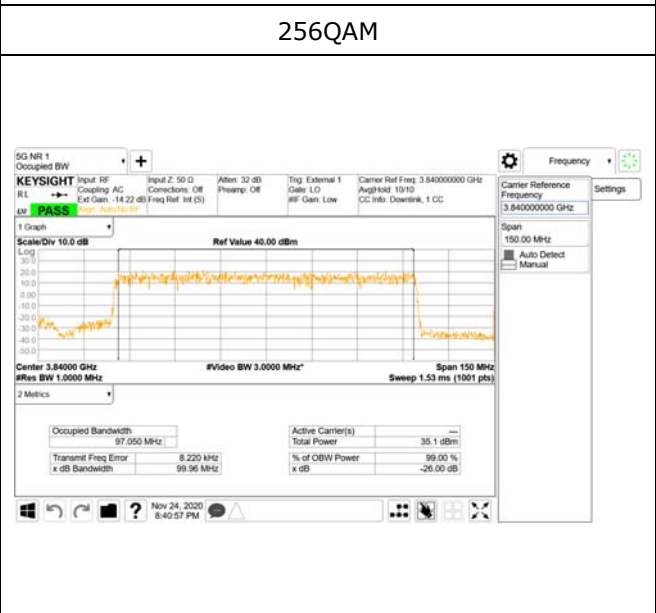 256QAM
5G NR 1
Occupied BW
+
Frequency
KEYSIGHT Input: RF Input Z: 50 Ω Atten: 32 dB Trig: External 1 Carrier Ref Freq: 3.840000000 GHz
R L Coupling: AC Corrections: Off Preamp: Off Gate: LO Avg|Hold: 10/10
Ext Gain: -14.22 dB Freq Ref: Int (S) #IF Gain: Low CC Info: Downlink, 1 CC
PASS Align: Auto/No RF
Carrier Reference
Frequency
3.840000000 GHz
Settings
Span
150.00 MHz
Auto Detect
Manual
1 Graph
Scale/Div 10.0 dB Ref Value 40.00 dBm
Log
30.0
20.0
10.0
0.00
-10.0
-20.0
-30.0
-40.0
-50.0
Center 3.84000 GHz #Video BW 3.0000 MHz* Span 150 MHz
#Res BW 1.0000 MHz Sweep 1.53 ms (1001 pts)
2 Metrics
Occupied Bandwidth Active Carrier(s) ---
97.050 MHz Total Power 35.1 dBm
Transmit Freq Error 8.220 kHz % of OBW Power 99.00 %
x dB Bandwidth 99.96 MHz x dB -26.00 dB
? Nov 24, 2020
8:40:57 PM